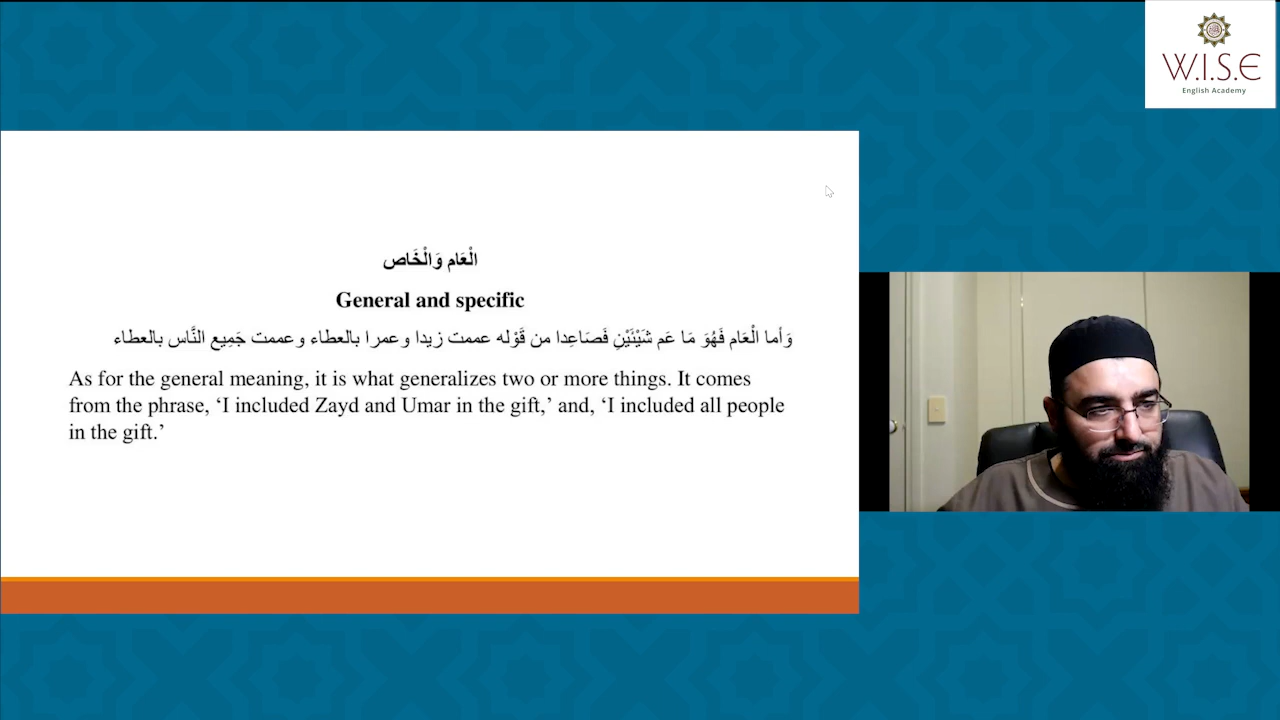 W.I.S.E
English Academy
الْعَام وَالْخَاص
General and specific
وَأما الْعَام فَهُوَ مَا عَم شَيْئَيْنِ فَصَاعِدا من قَوْله عممت زيدا وعمرا بالعطاء وعممت جَمِيع النَّاس بالعطاء
As for the general meaning, it is what generalizes two or more things. It comes
from the phrase, ‘I included Zayd and Umar in the gift,’ and, ‘I included all people
in the gift.’